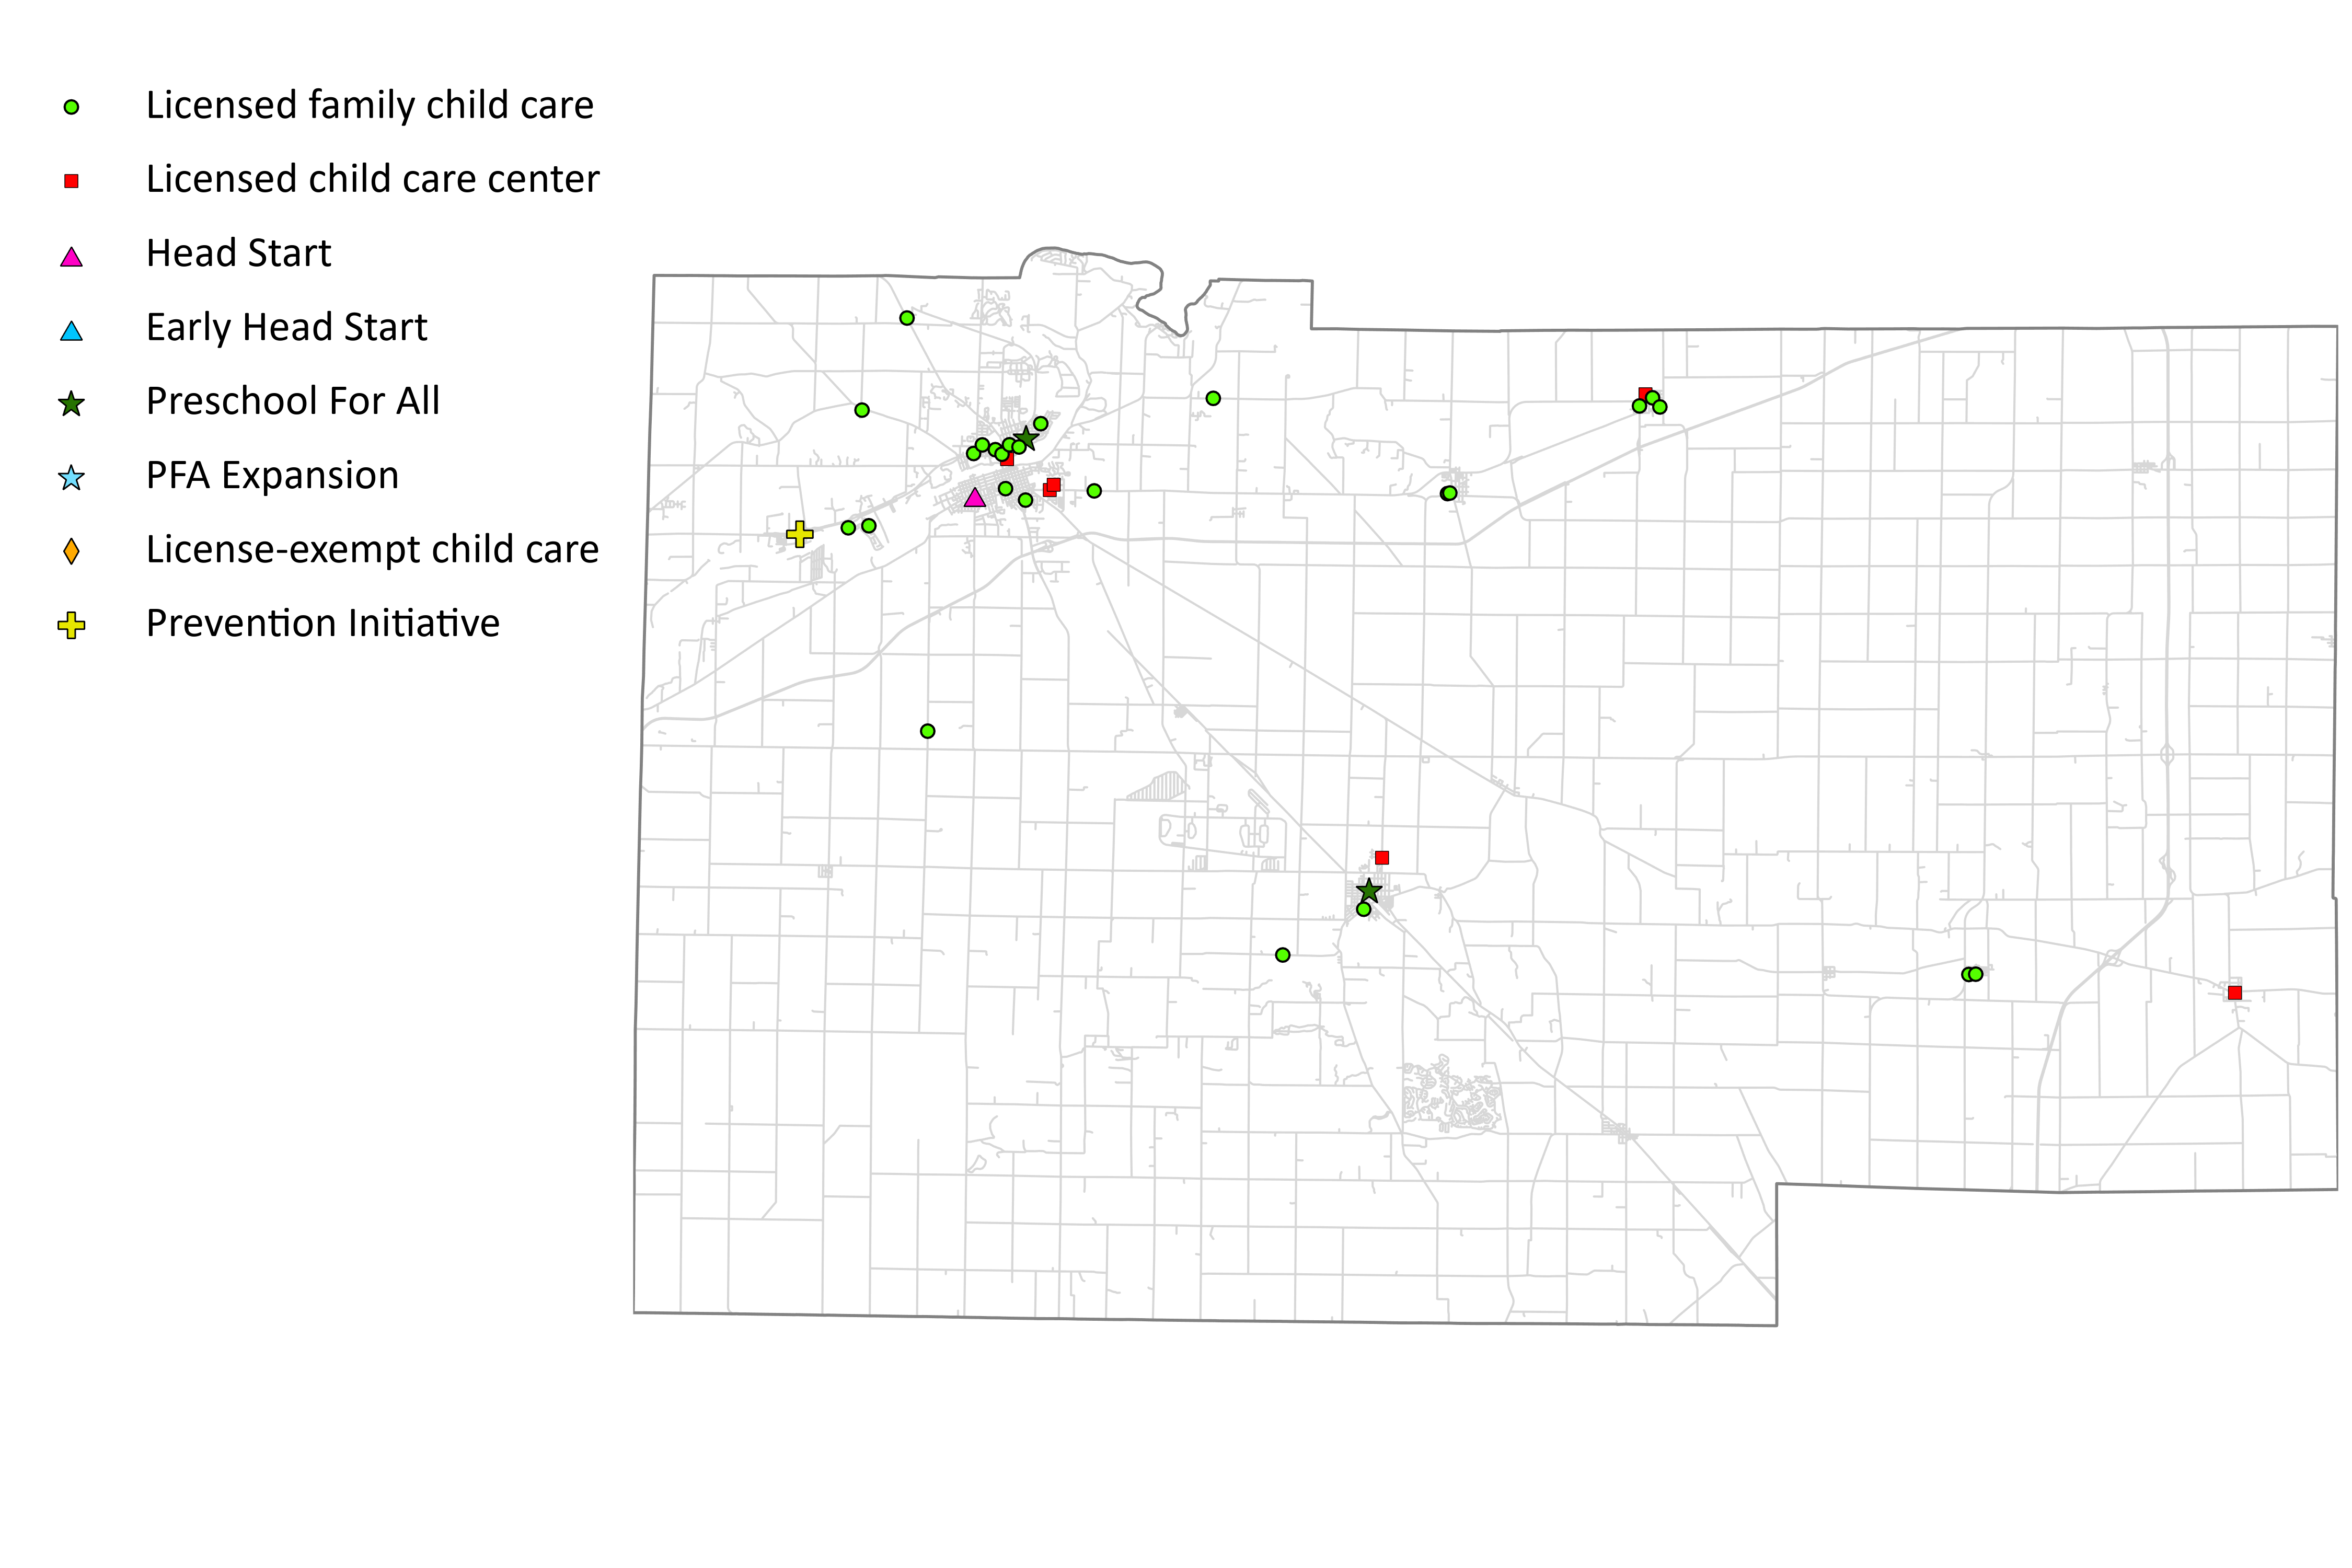 Licensed family child care
Licensed child care center
Head Start
Early Head Start
Preschool For All
PFA Expansion
License-exempt child care
Prevention Initiative